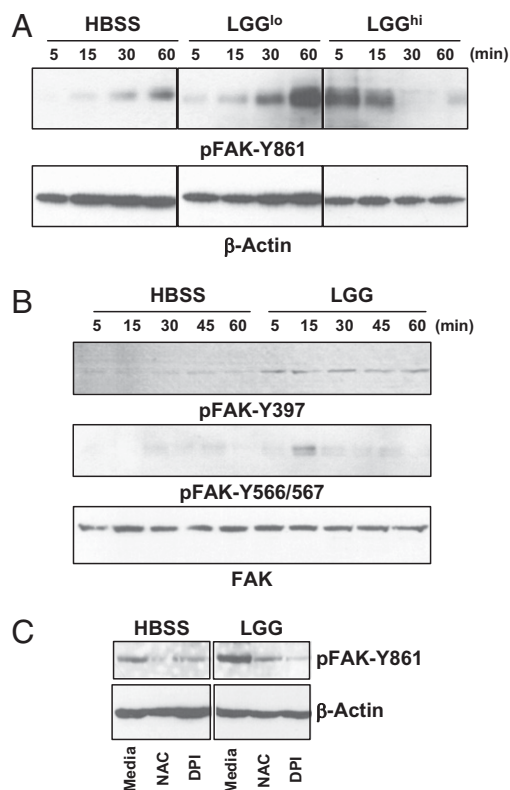 A
HBSS LGG^lo LGG^hi
5 15 30 60 5 15 30 60 5 15 30 60 (min)
pFAK-Y861
β-Actin
B
HBSS LGG
5 15 30 45 60 5 15 30 45 60 (min)
pFAK-Y397
pFAK-Y566/567
FAK
C
HBSS LGG
pFAK-Y861
β-Actin
Media NAC DPI Media NAC DPI